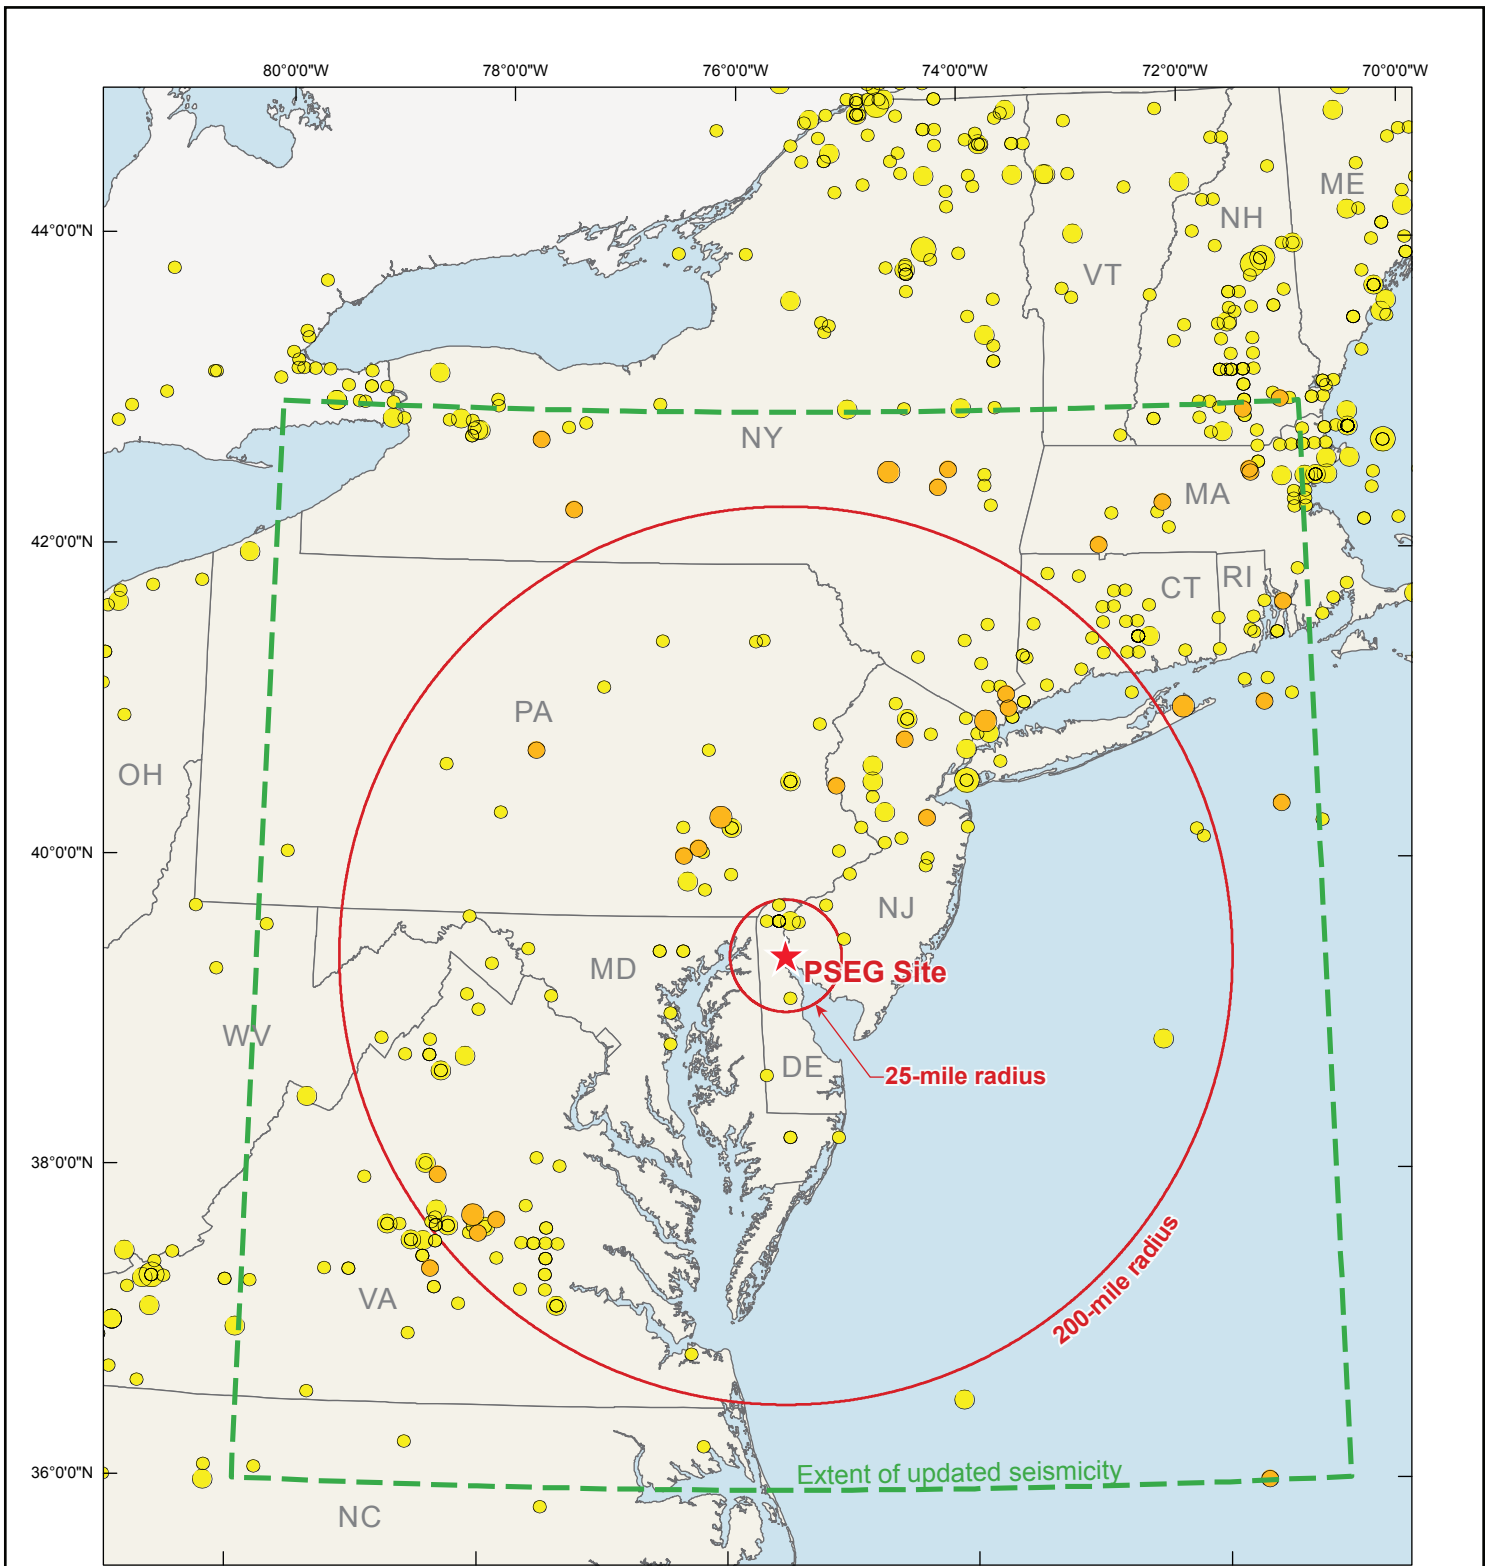 80°0'0"W 78°0'0"W 76°0'0"W 74°0'0"W 72°0'0"W 70°0'0"W
ME
NH
44°0'0"N
VT
NY
MA
42°0'0"N
CT RI
PA
OH
40°0'0"N
NJ
MD
PSEG Site
WV
DE
25-mile radius
38°0'0"N
200-mile radius
VA
Extent of updated seismicity
36°0'0"N
NC